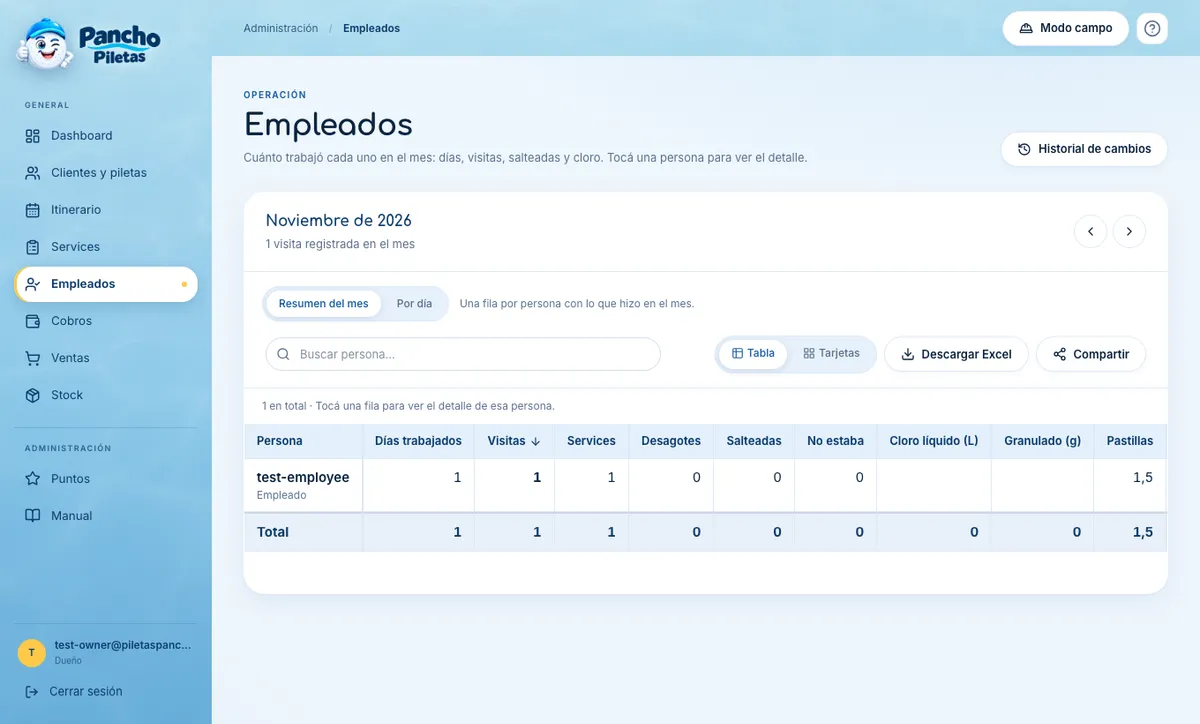 Pancho
Piletas
Administración / Empleados
Modo campo
GENERAL
Dashboard
Clientes y piletas
Itinerario
Services
Empleados
Cobros
Ventas
Stock
ADMINISTRACIÓN
Puntos
Manual
T
test-owner@piletaspanc...
Dueño
Cerrar sesión
OPERACIÓN
Empleados
Cuánto trabajó cada uno en el mes: días, visitas, salteadas y cloro. Tocá una persona para ver el detalle.
Historial de cambios
Noviembre de 2026
1 visita registrada en el mes
Resumen del mes Por día Una fila por persona con lo que hizo en el mes.
Buscar persona... Tabla Tarjetas Descargar Excel Compartir
1 en total · Tocá una fila para ver el detalle de esa persona.
Persona Días trabajados Visitas ↓ Services Desagotes Salteadas No estaba Cloro líquido (L) Granulado (g) Pastillas
test-employee 1 1 1 0 0 0 1,5
Empleado
Total 1 1 1 0 0 0 0 0 1,5